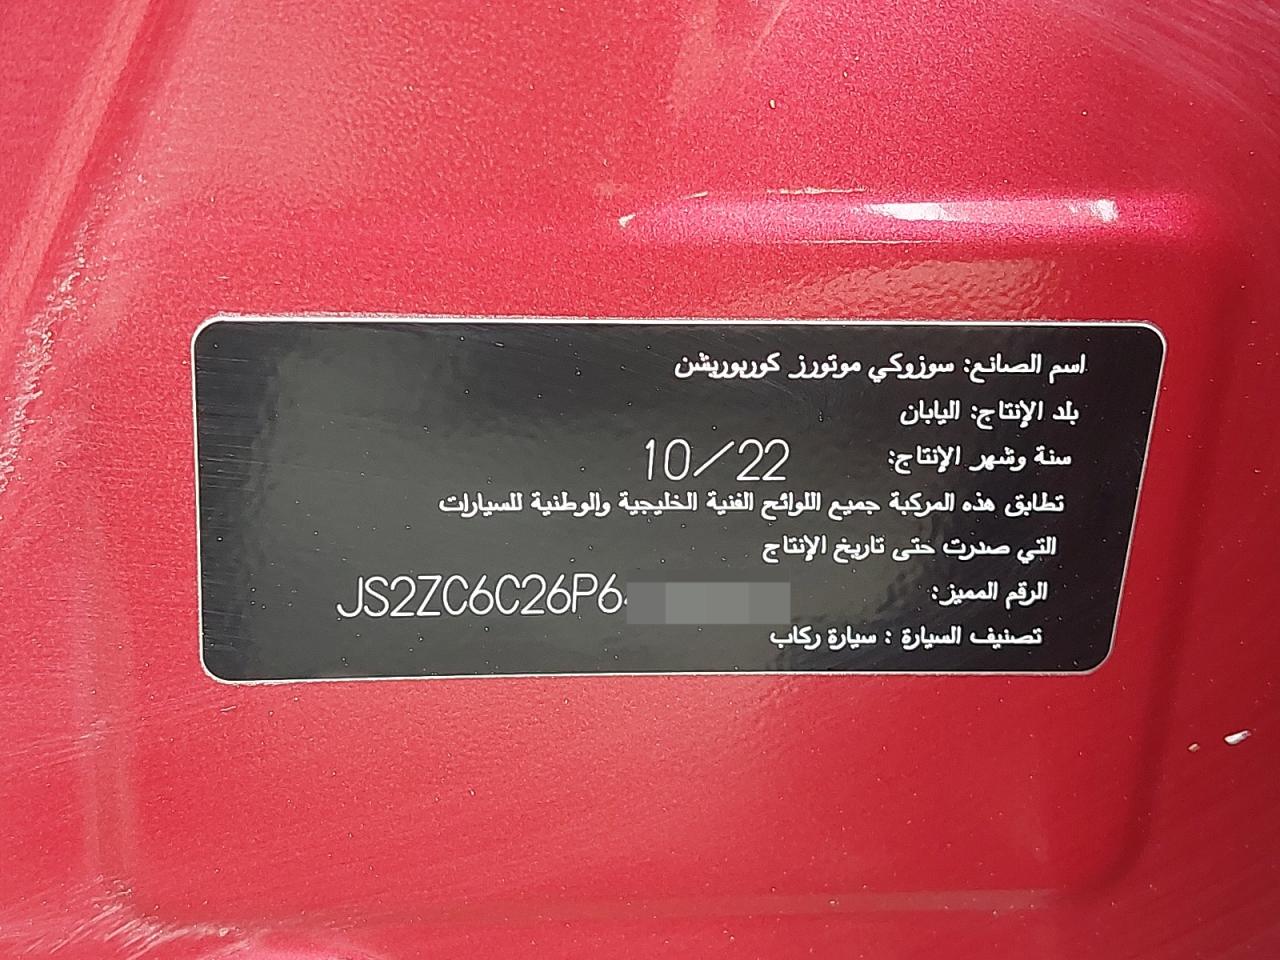 اسم الصانع: سوزوكي موتورز كوربوريشن
بلد الإنتاج: اليابان
سنة وشهر الإنتاج: 10/22
تطابق هذه المركبة جميع اللوائح الفنية الخليجية والوطنية للسيارات
التي صدرت حتى تاريخ الإنتاج
الرقم المميز: JS2ZC6C26P6
تصنيف السيارة : سيارة ركاب